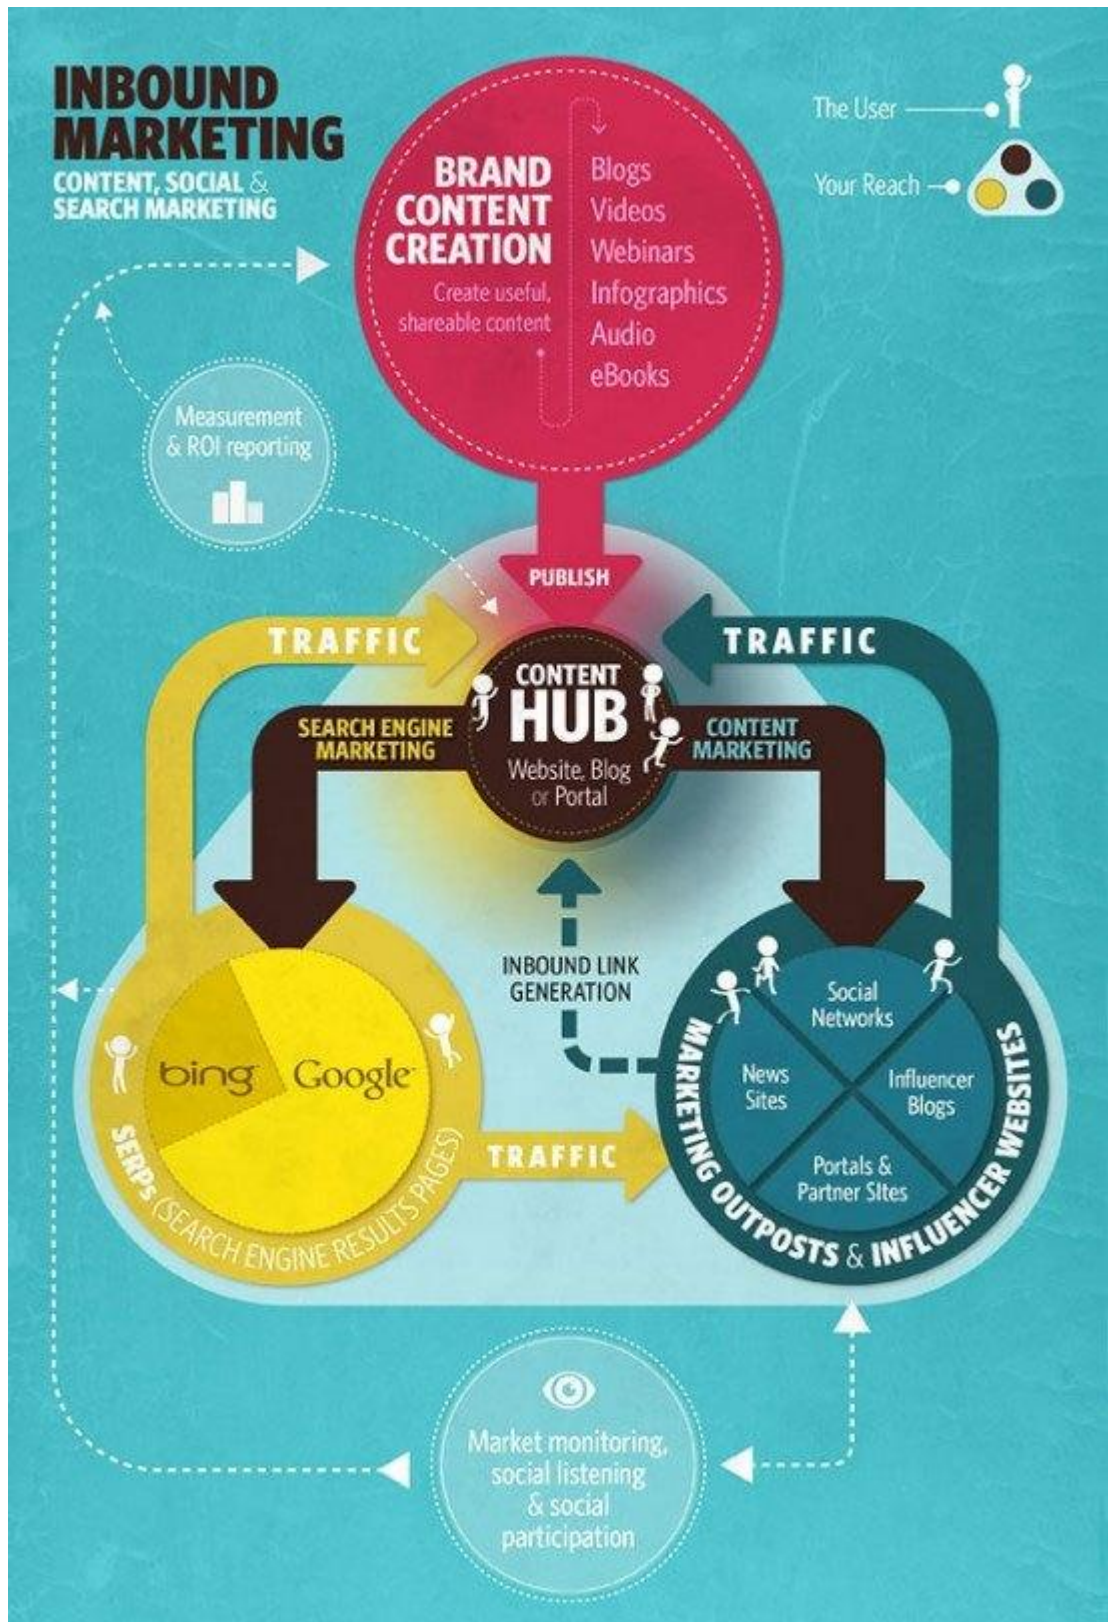 INBOUND
MARKETING
CONTENT, SOCIAL &
SEARCH MARKETING
The User
Your Reach
BRAND
CONTENT
CREATION
Create useful,
shareable content
Blogs
Videos
Webinars
Infographics
Audio
eBooks
Measurement
& ROI reporting
PUBLISH
TRAFFIC
TRAFFIC
CONTENT
HUB
Website, Blog
or Portal
SEARCH ENGINE
MARKETING
CONTENT
MARKETING
INBOUND LINK
GENERATION
bing
Google
SERPs (SEARCH ENGINE RESULTS PAGES)
TRAFFIC
Social
Networks
News
Sites
Influencer
Blogs
Portals &
Partner SItes
MARKETING OUTPOSTS & INFLUENCER WEBSITES
Market monitoring,
social listening
& social
participation